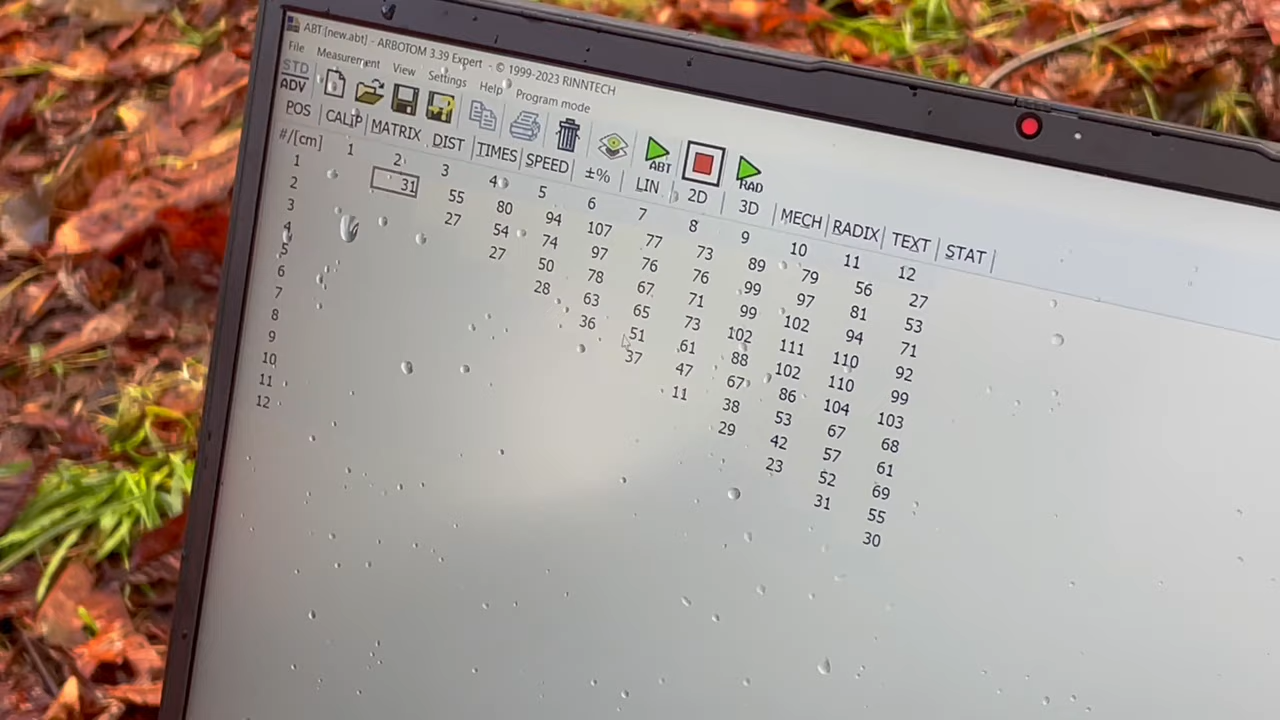 ABT [new.abt] - ARBOTOM 3.39 Expert - © 1999-2023 RINNTECH
File Measurement View Settings Help Program mode
STD
ADV ABT RAD
POS CALIP MATRIX DIST TIMES SPEED ±% LIN 2D 3D MECH RADIX TEXT STAT
#/[cm] 1 2 3 4 5 6 7 8 9 10 11 12
1 31 55 80 94 107 77 73 89 79 56 27
2 27 54 74 97 76 76 99 97 81 53
3 27 50 78 67 71 99 102 94 71
4 28 63 65 73 102 111 110 92
5 36 51 61 88 102 110 99
6 37 47 67 86 104 103
7 11 38 53 67 68
8 29 42 57 61
9 23 52 69
10 31 55
11 30
12